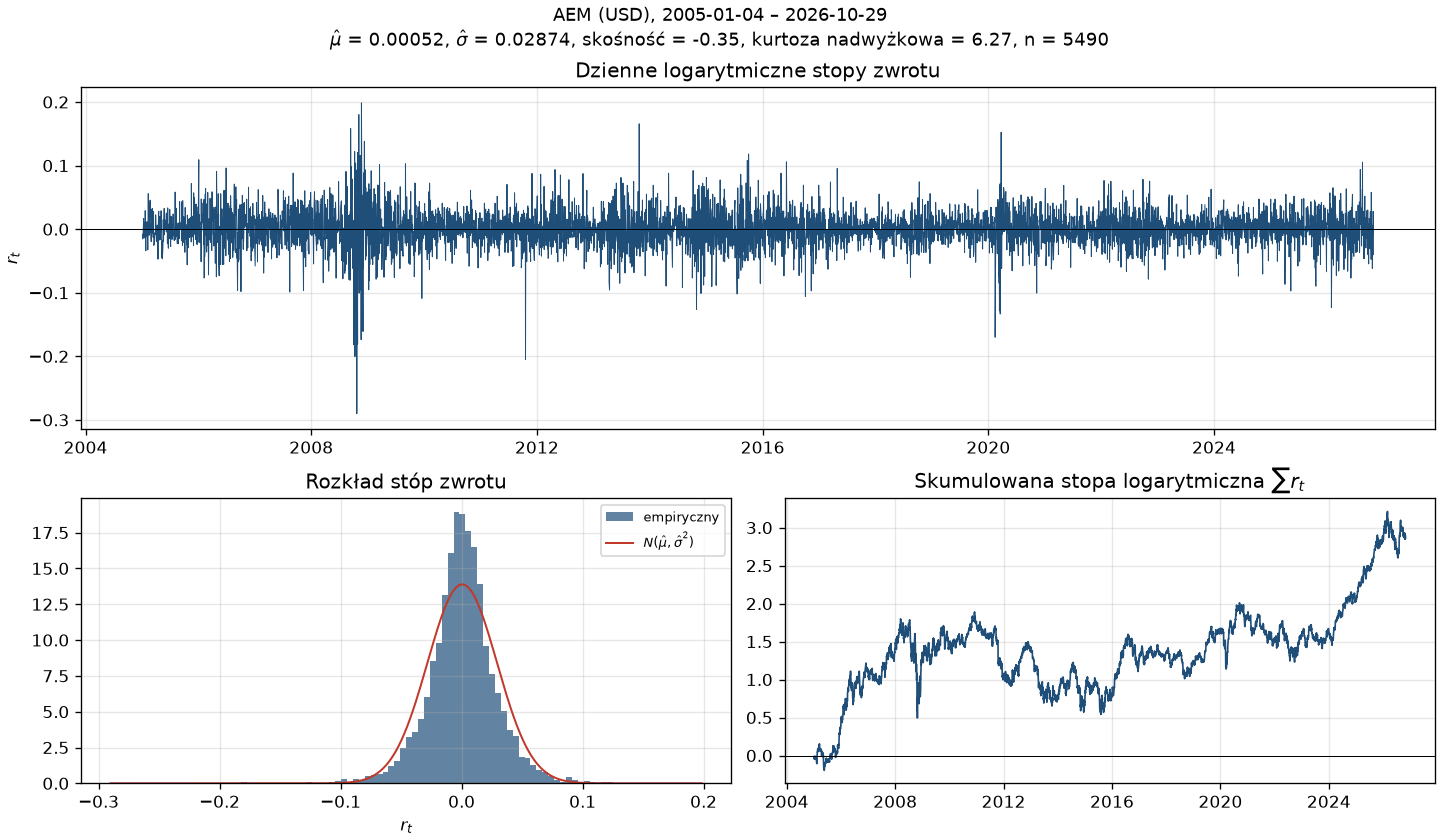 AEM (USD), 2005-01-04 – 2026-10-29
μ̂ = 0.00052, σ̂ = 0.02874, skośność = -0.35, kurtoza nadwyżkowa = 6.27, n = 5490
Dzienne logarytmiczne stopy zwrotu
0.2
0.1
0.0
−0.1
−0.2
−0.3
r_t
2004 2008 2012 2016 2020 2024
Rozkład stóp zwrotu
17.5
15.0
12.5
10.0
7.5
5.0
2.5
0.0
empiryczny
N(μ̂, σ̂²)
−0.3 −0.2 −0.1 0.0 0.1 0.2
r_t
Skumulowana stopa logarytmiczna ∑r_t
3.0
2.5
2.0
1.5
1.0
0.5
0.0
2004 2008 2012 2016 2020 2024